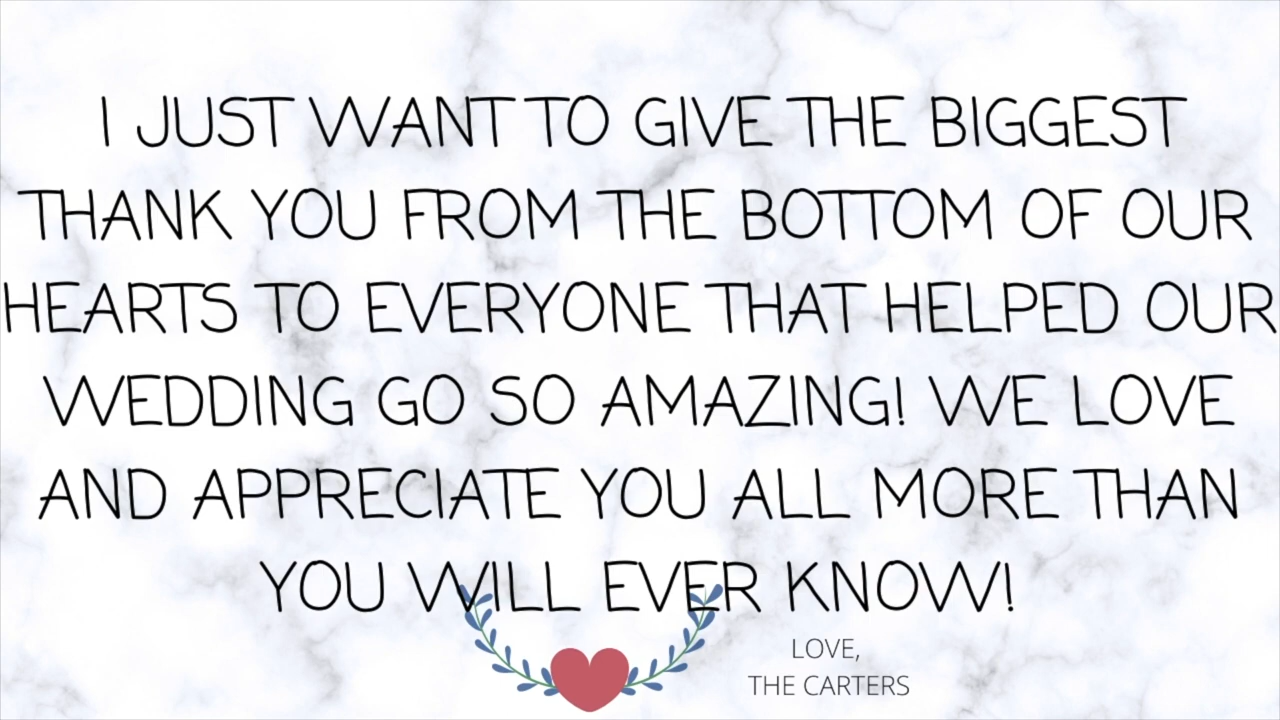 I JUST WANT TO GIVE THE BIGGEST
THANK YOU FROM THE BOTTOM OF OUR
HEARTS TO EVERYONE THAT HELPED OUR
WEDDING GO SO AMAZING! WE LOVE
AND APPRECIATE YOU ALL MORE THAN
YOU WILL EVER KNOW!
LOVE,
THE CARTERS